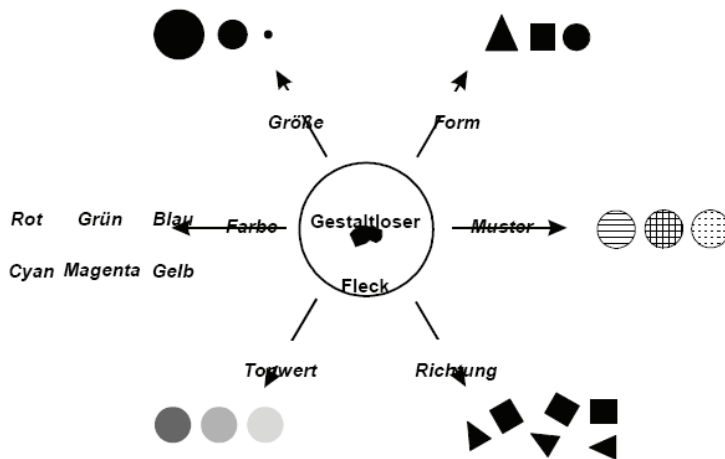 Größe Form
Rot Grün Blau Farbe Gestaltloser Muster
Cyan Magenta Gelb
Fleck
Tonwert Richtung